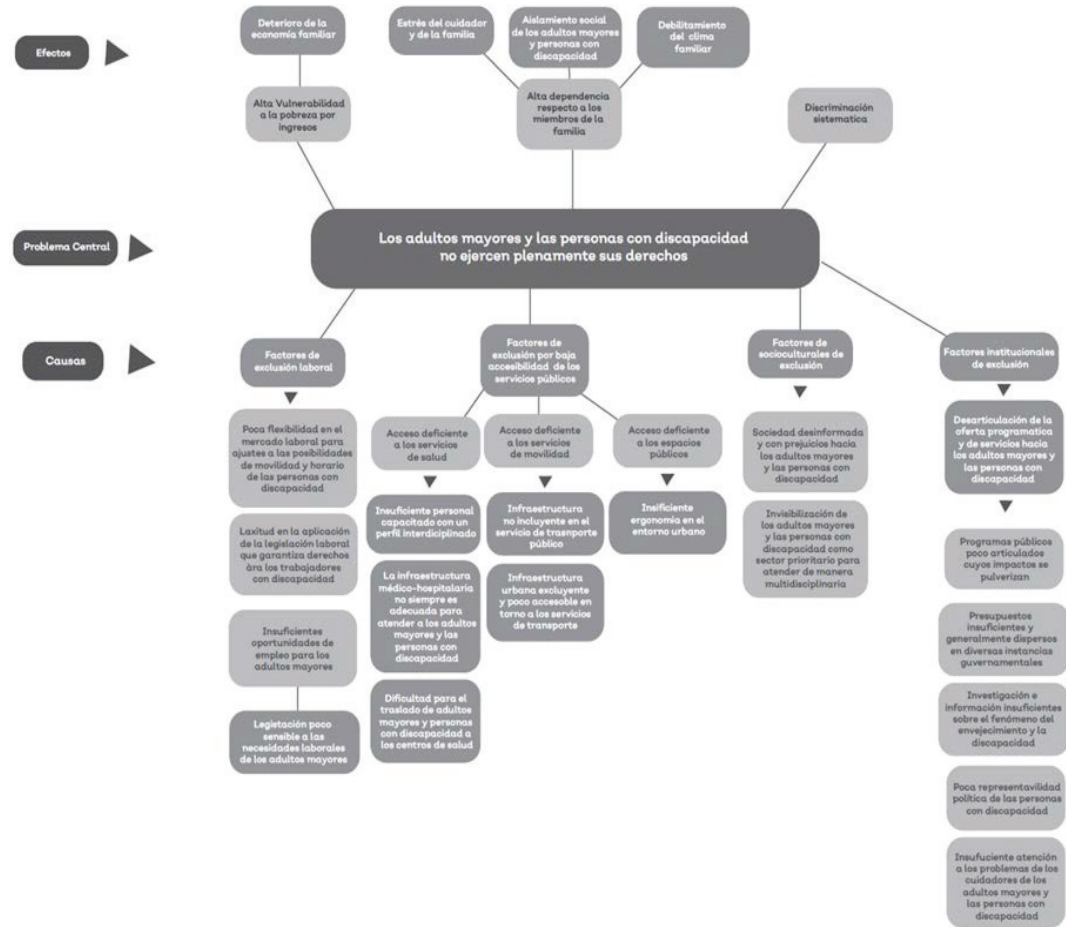 Efectos
Deterioro de la
economía familiar
Estrés del cuidador
y de la familia
Aislamiento social
de los adultos mayores
y personas con
discapacidad
Debilitamiento
del clima
familiar
Alta Vulnerabilidad
a la pobreza por
ingresos
Alta dependencia
respecto a los
miembros de la
familia
Discriminación
sistematica
Problema Central
Los adultos mayores y las personas con discapacidad
no ejercen plenamente sus derechos
Causas
Factores de
exclusión laboral
Poca flexibilidad en el
mercado laboral para
ajustes a las posibilidades
de movilidad y horario
de las personas con
discapacidad
Laxitud en la aplicación
de la legislación laboral
que garantiza derechos
àra los trabajadores
con discapacidad
Insuficientes
oportunidades de
empleo para los
adultos mayores
Legistación poco
sensible a las
necesidades laborales
de los adultos mayores
Factores de
exclusión por baja
accesibilidad de los
servicios públicos
Acceso deficiente
a los servicios
de salud
Insuficiente personal
capacitado con un
perfil interdiciplinado
La infraestructura
médico-hospitalaria
no siempre es
adecuada para
atender a los adultos
mayores y las
personas con
discapacidad
Dificultad para el
traslado de adultos
mayores y personas
con discapacidad a
los centros de salud
Acceso deficiente
a los servicios
de movilidad
Infraestructura
no incluyente en el
servicio de trasnporte
público
Infraestructura
urbana excluyente
y poco accesible en
torno a los servicios
de transporte
Acceso deficiente
a los espacios
públicos
Insificiente
ergonomia en el
entorno urbano
Factores de
socioculturales de
exclusión
Sociedad desinformada
y con prejuicios hacia
los adultos mayores
y las personas con
discapacidad
Invisibilización de
los adultos mayores
y las personas con
discapacidad como
sector prioritario para
atender de manera
multidisciplinaria
Factores institucionales
de exclusión
Desarticulación de la
oferta programatica
y de servicios hacia
los adultos mayores y
las personas con
discapacidad
Programas públicos
poco articulados
cuyos impactos se
pulverizan
Presupuestos
insuficientes y
generalmente dispersos
en diversas instancias
guvernamentales
Investigación e
información insuficientes
sobre el fenómeno del
envejecimiento y la
discapacidad
Poca representavilidad
política de las personas
con discapacidad
Insufuciente atención
a los problemas de los
cuidadores de los
adultos mayores y
las personas con
discapacidad